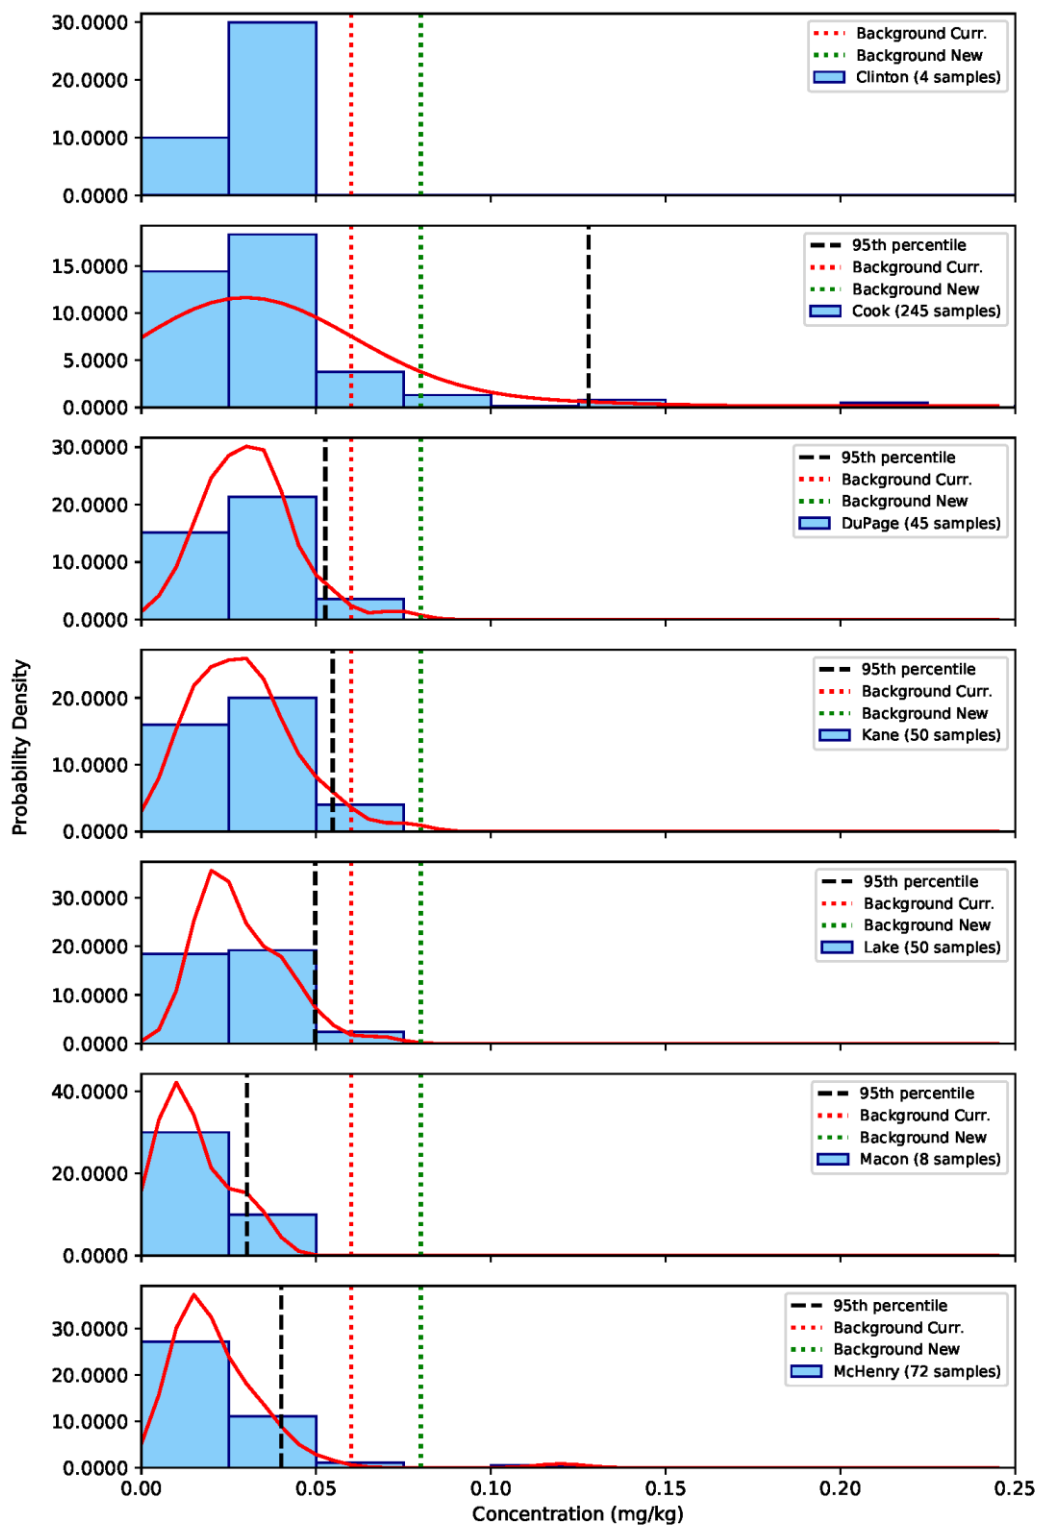 30.0000
20.0000
10.0000
0.0000
Background Curr.
Background New
Clinton (4 samples)
15.0000
10.0000
5.0000
0.0000
95th percentile
Background Curr.
Background New
Cook (245 samples)
30.0000
20.0000
10.0000
0.0000
95th percentile
Background Curr.
Background New
DuPage (45 samples)
Probability Density
20.0000
10.0000
0.0000
95th percentile
Background Curr.
Background New
Kane (50 samples)
30.0000
20.0000
10.0000
0.0000
95th percentile
Background Curr.
Background New
Lake (50 samples)
40.0000
20.0000
0.0000
95th percentile
Background Curr.
Background New
Macon (8 samples)
30.0000
20.0000
10.0000
0.0000
95th percentile
Background Curr.
Background New
McHenry (72 samples)
0.00 0.05 0.10 0.15 0.20 0.25
Concentration (mg/kg)